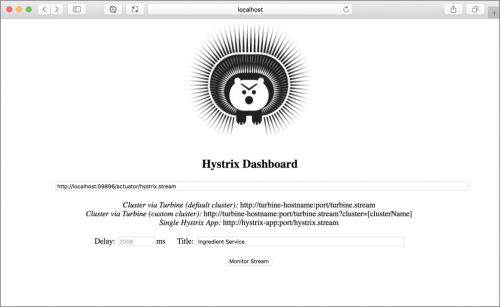 localhost
Hystrix Dashboard
http://localhost:59896/actuator/hystrix.stream
Cluster via Turbine (default cluster): http://turbine-hostname:port/turbine.stream
Cluster via Turbine (custom cluster): http://turbine-hostname:port/turbine.stream?cluster=[clusterName]
Single Hystrix App: http://hystrix-app:port/hystrix.stream
Delay: 2000 ms Title: Ingredient Service
Monitor Stream